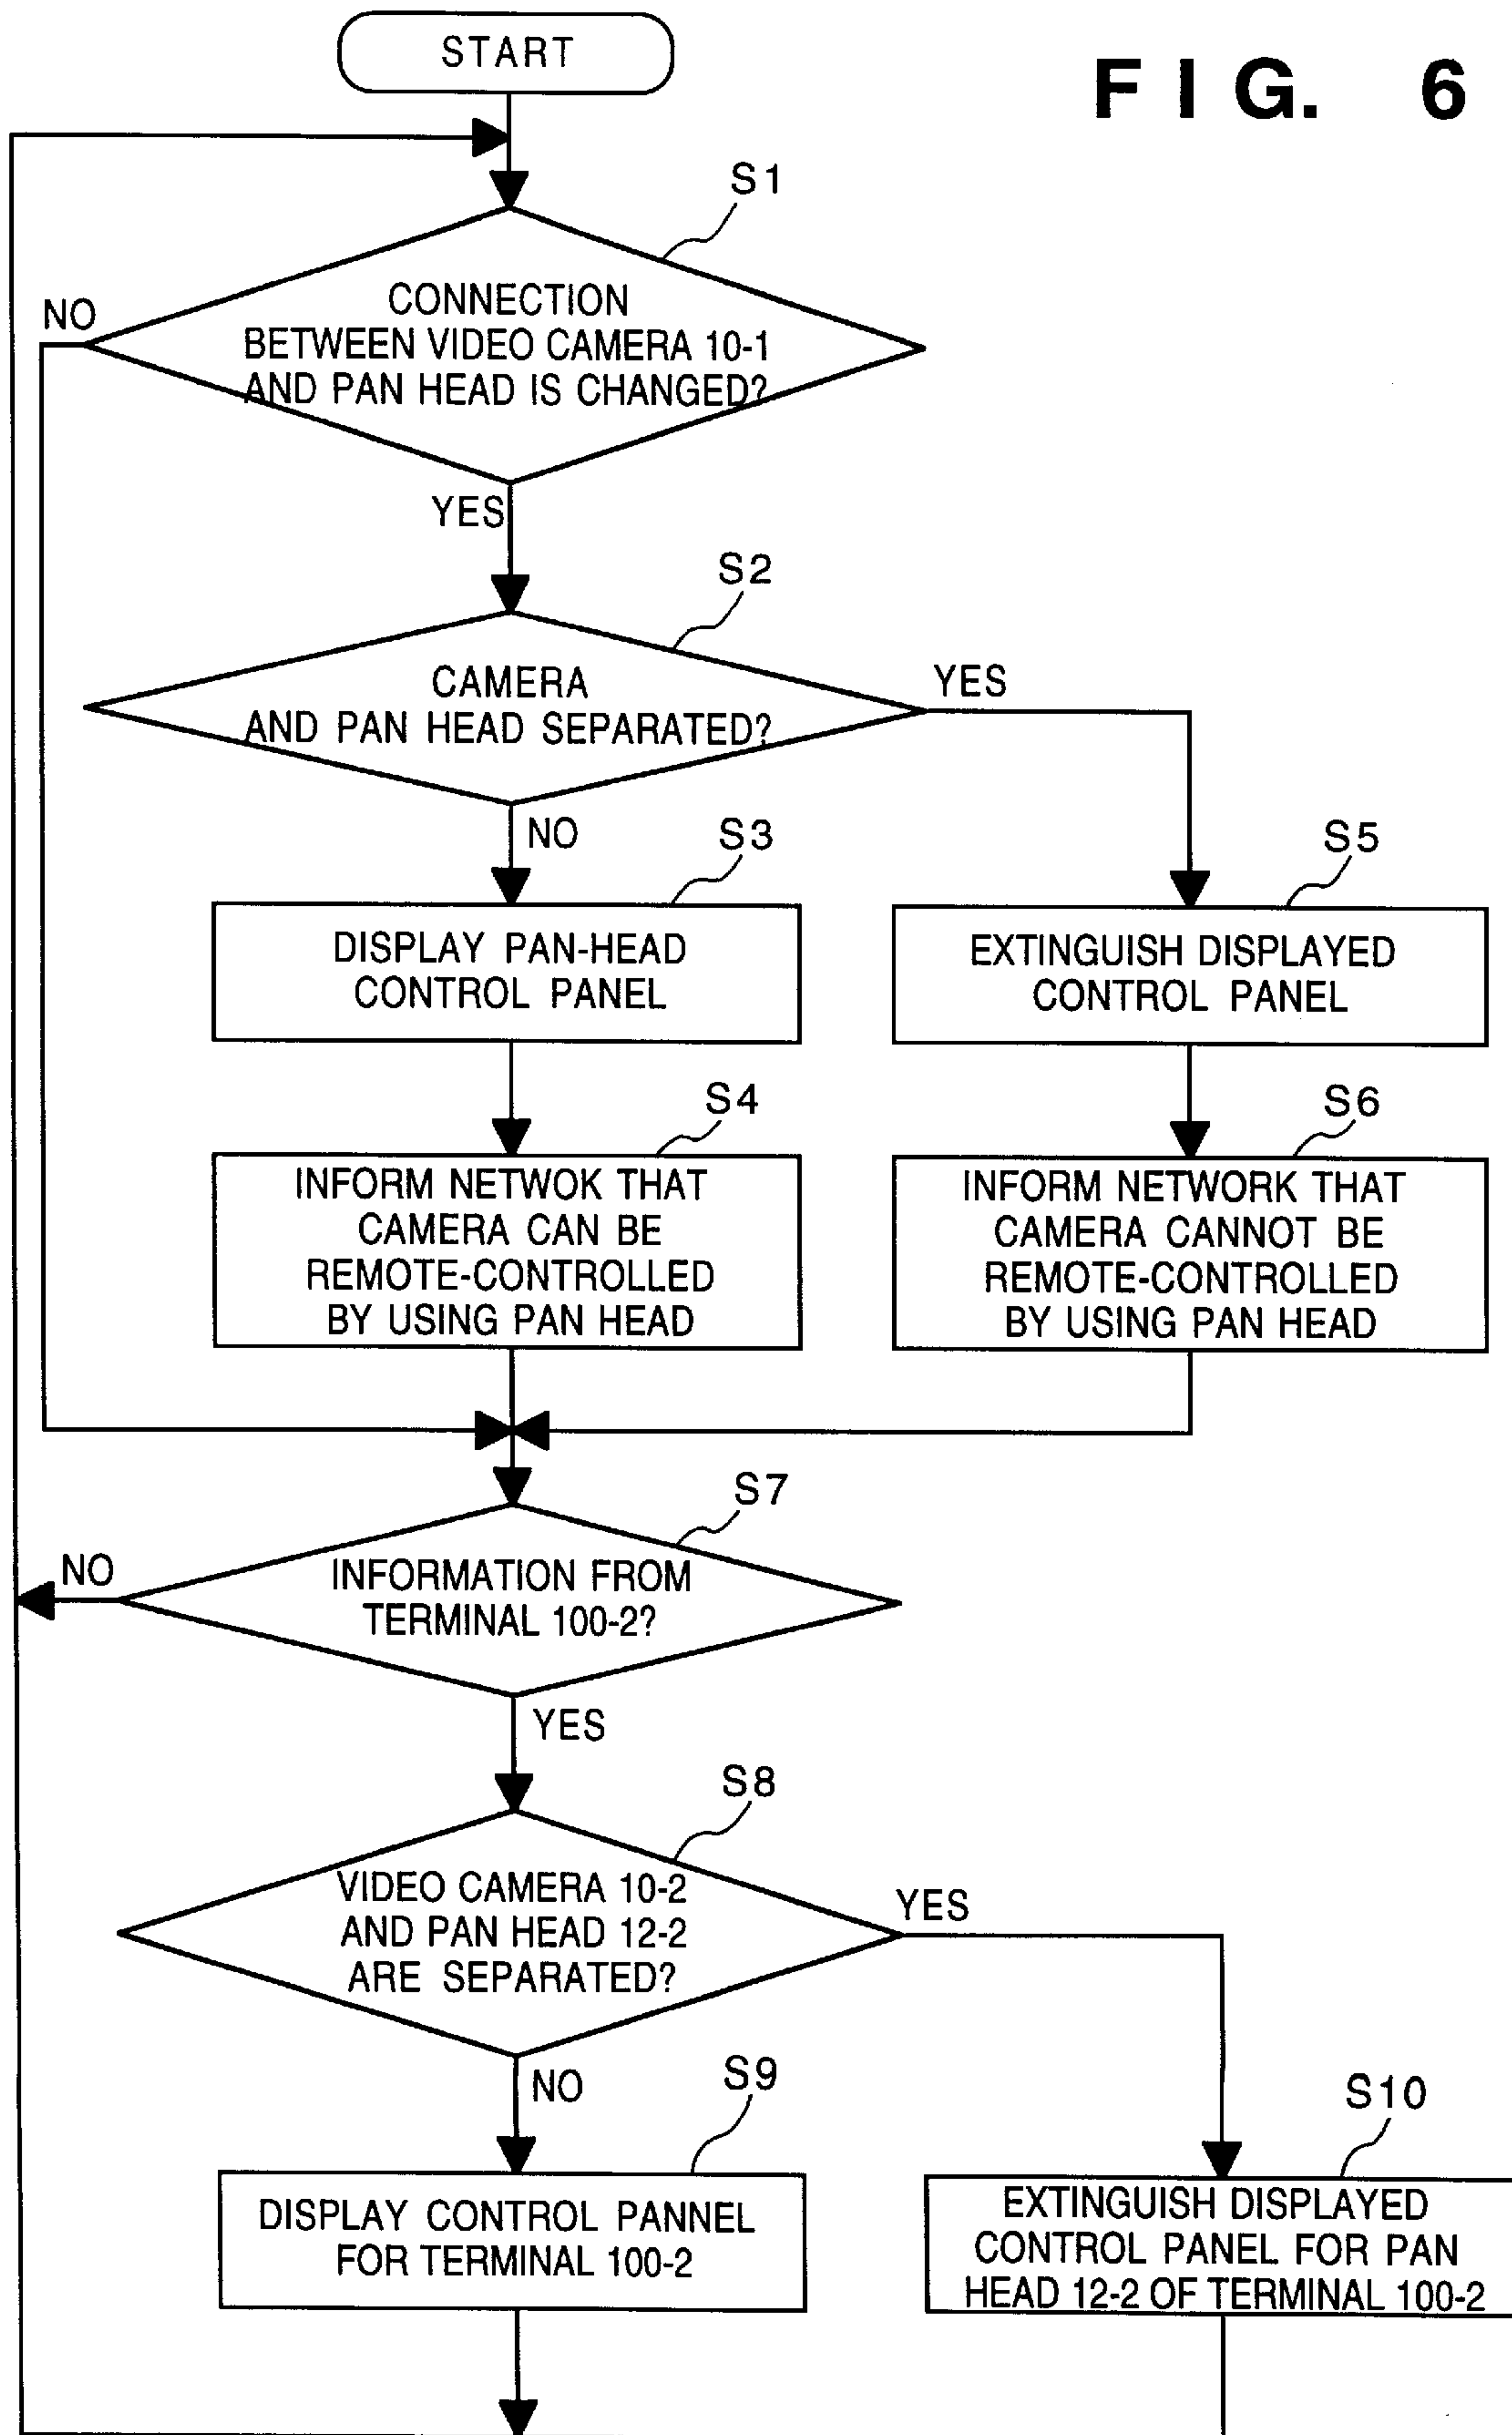 START
FIG. 6
S1
CONNECTION
BETWEEN VIDEO CAMERA 10-1
AND PAN HEAD IS CHANGED?
NO
YES
S2
CAMERA
AND PAN HEAD SEPARATED?
YES
NO
S3
DISPLAY PAN-HEAD
CONTROL PANEL
S5
EXTINGUISH DISPLAYED
CONTROL PANEL
S4
INFORM NETWOK THAT
CAMERA CAN BE
REMOTE-CONTROLLED
BY USING PAN HEAD
S6
INFORM NETWORK THAT
CAMERA CANNOT BE
REMOTE-CONTROLLED
BY USING PAN HEAD
S7
INFORMATION FROM
TERMINAL 100-2?
NO
YES
S8
VIDEO CAMERA 10-2
AND PAN HEAD 12-2
ARE SEPARATED?
YES
NO
S9
DISPLAY CONTROL PANNEL
FOR TERMINAL 100-2
S10
EXTINGUISH DISPLAYED
CONTROL PANEL FOR PAN
HEAD 12-2 OF TERMINAL 100-2